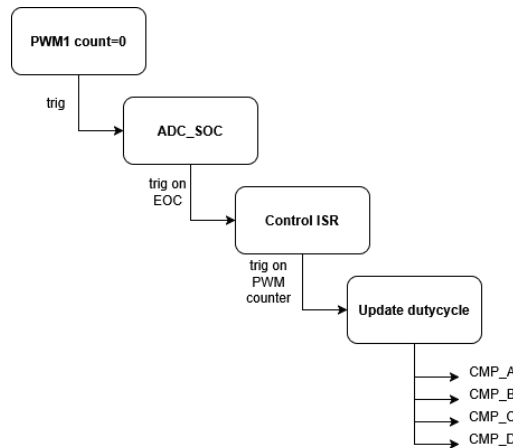 PWM1 count=0
trig
ADC_SOC
trig on
EOC
Control ISR
trig on
PWM
counter
Update dutycycle
CMP_A
CMP_B
CMP_C
CMP_D